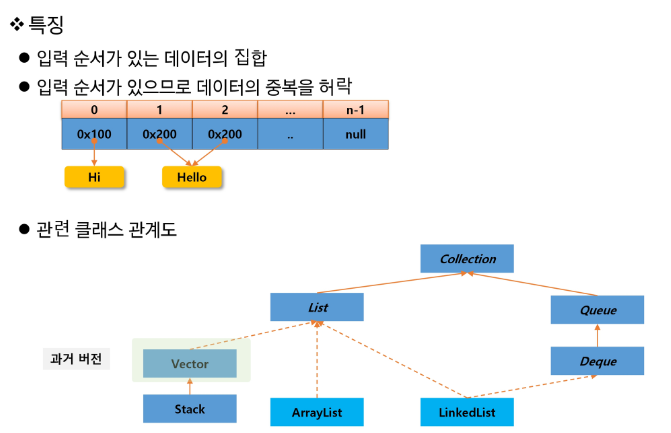 ❖ 특징
● 입력 순서가 있는 데이터의 집합
● 입력 순서가 있으므로 데이터의 중복을 허락
0 1 2 ... n-1
0x100 0x200 0x200 .. null
Hi Hello
● 관련 클래스 관계도
Collection
List Queue
과거 버전 Vector Deque
Stack ArrayList LinkedList